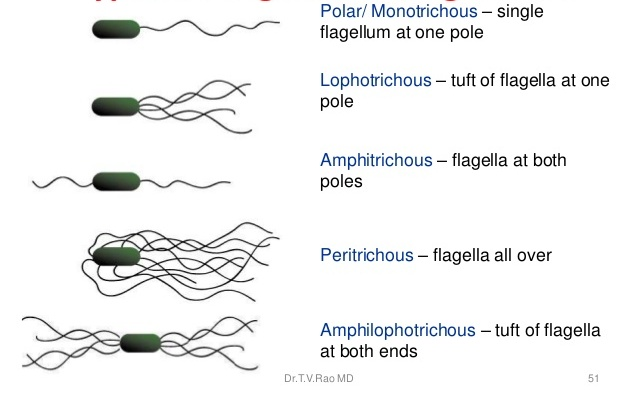 Polar/ Monotrichous – single
flagellum at one pole
Lophotrichous – tuft of flagella at one
pole
Amphitrichous – flagella at both
poles
Peritrichous – flagella all over
Amphilophotrichous – tuft of flagella
at both ends
Dr.T.V.Rao MD
51